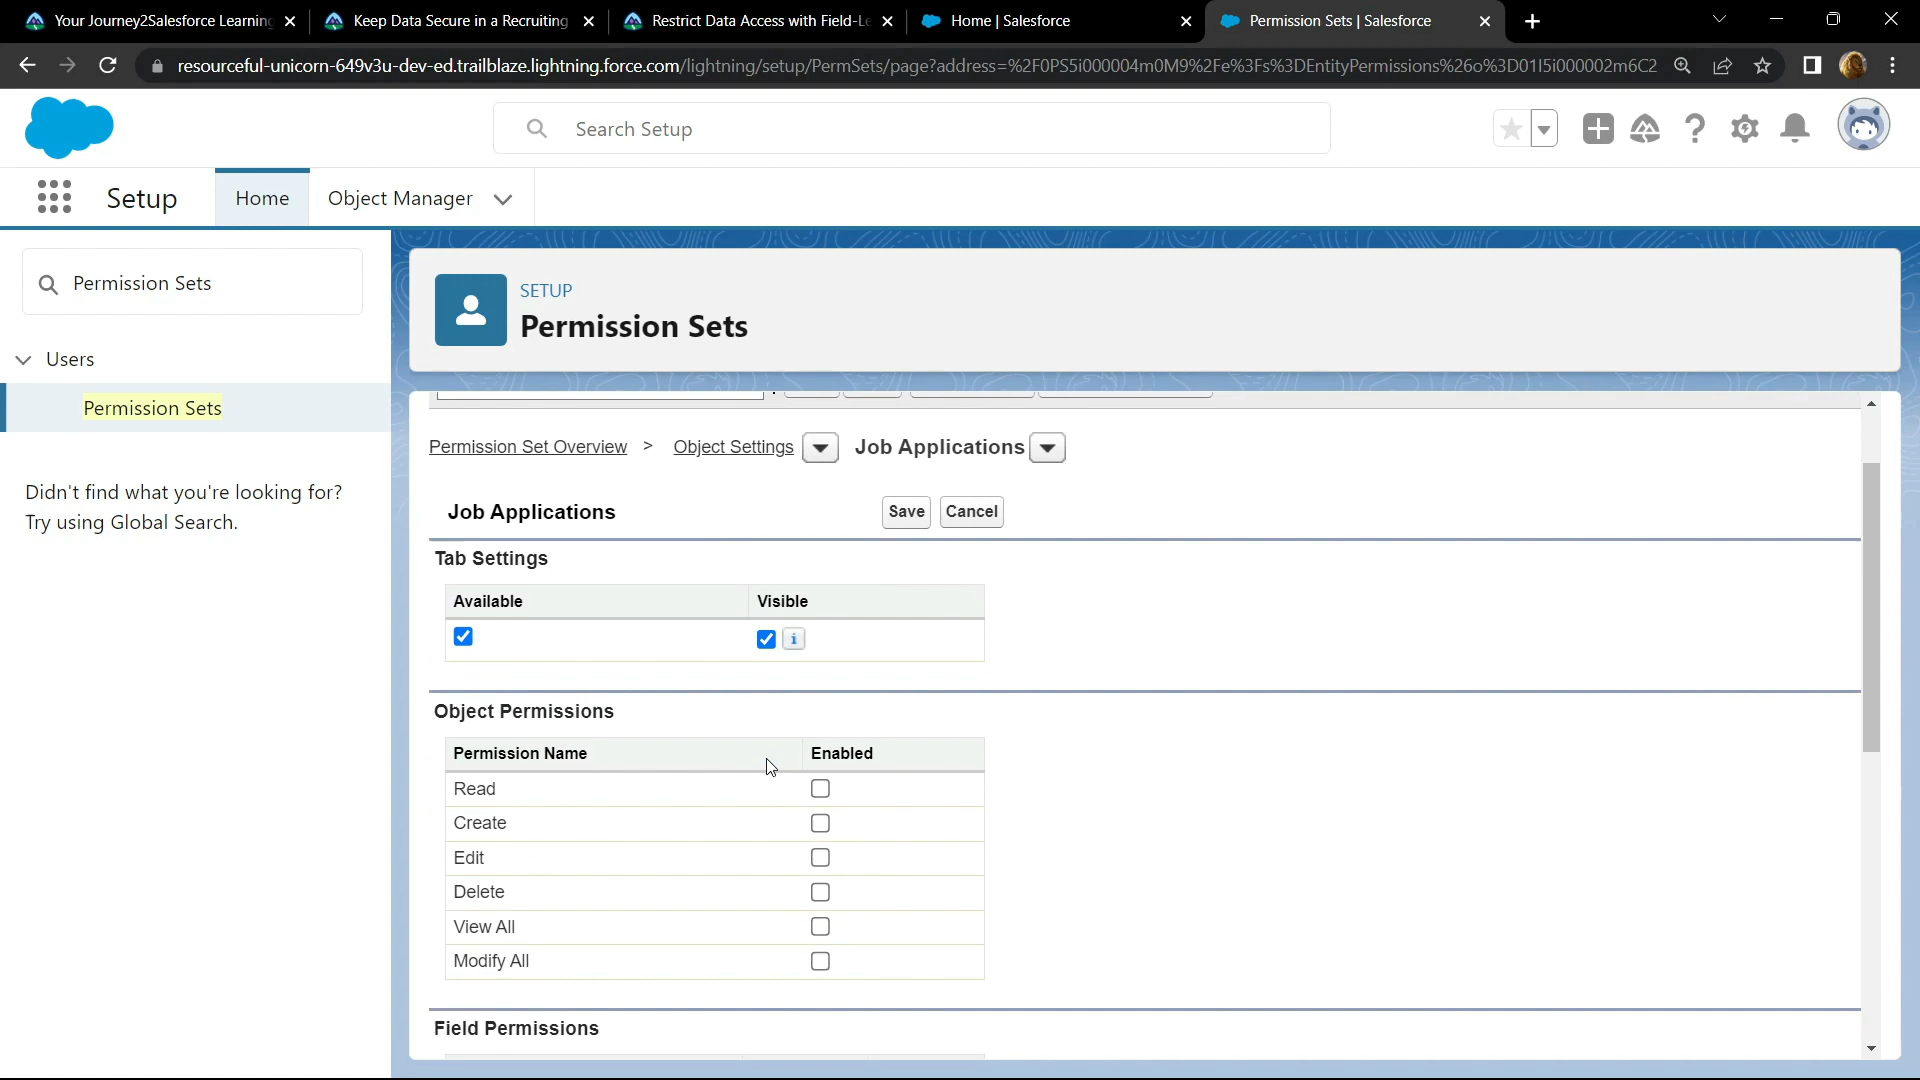 Your Journey2Salesforce Learning
Keep Data Secure in a Recruiting
Restrict Data Access with Field-Le
Home | Salesforce
Permission Sets | Salesforce
resourceful-unicorn-649v3u-dev-ed.trailblaze.lightning.force.com/lightning/setup/PermSets/page?address=%2F0PS5i000004m0M9%2Fe%3Fs%3DEntityPermissions%26o%3D01I5i000002m6C2
Search Setup
Setup
Home
Object Manager
Permission Sets
Users
Permission Sets
Didn't find what you're looking for?
Try using Global Search.
SETUP
Permission Sets
Permission Set Overview > Object Settings Job Applications
Job Applications Save Cancel
Tab Settings
Available Visible
Object Permissions
Permission Name Enabled
Read
Create
Edit
Delete
View All
Modify All
Field Permissions